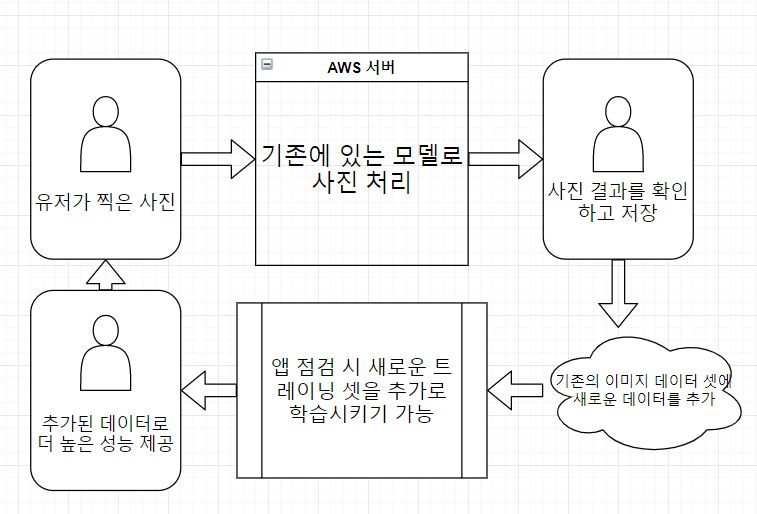 AWS 서버
유저가 찍은 사진
기존에 있는 모델로
사진 처리
사진 결과를 확인
하고 저장
기존의 이미지 데이터 셋에
새로운 데이터를 추가
앱 점검 시 새로운 트
레이닝 셋을 추가로
학습시키기 가능
추가된 데이터로
더 높은 성능 제공